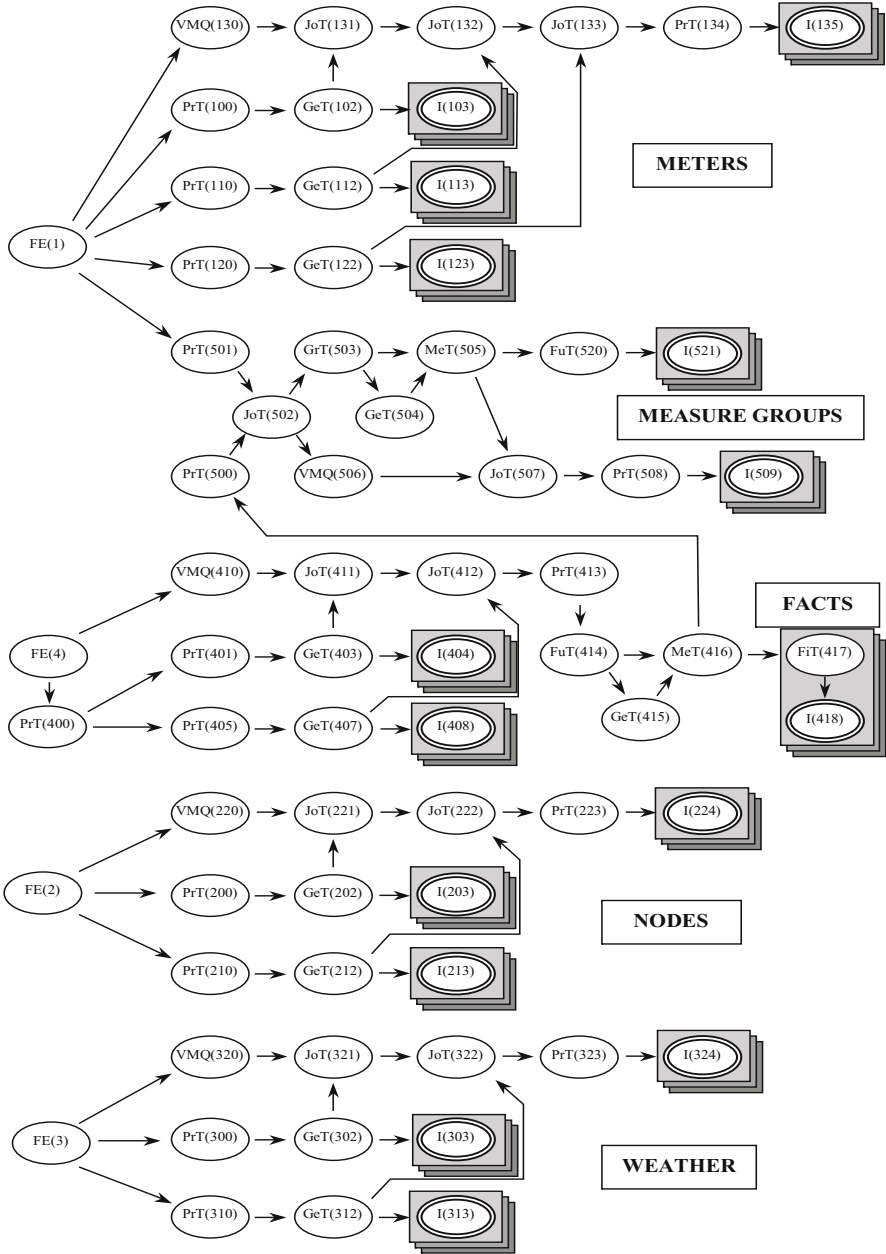 VMQ(130) JoT(131) JoT(132) JoT(133) PrT(134) I(135)
PrT(100) GeT(102) I(103)
METERS
PrT(110) GeT(112) I(113)
FE(1)
PrT(120) GeT(122) I(123)
PrT(501) GrT(503) MeT(505) FuT(520) I(521)
JoT(502) GeT(504)
MEASURE GROUPS
PrT(500) VMQ(506) JoT(507) PrT(508) I(509)
VMQ(410) JoT(411) JoT(412) PrT(413)
FACTS
FE(4) PrT(401) GeT(403) I(404) FuT(414) MeT(416) FiT(417)
PrT(400) PrT(405) GeT(407) I(408) GeT(415) I(418)
VMQ(220) JoT(221) JoT(222) PrT(223) I(224)
FE(2) PrT(200) GeT(202) I(203)
NODES
PrT(210) GeT(212) I(213)
VMQ(320) JoT(321) JoT(322) PrT(323) I(324)
FE(3) PrT(300) GeT(302) I(303)
WEATHER
PrT(310) GeT(312) I(313)